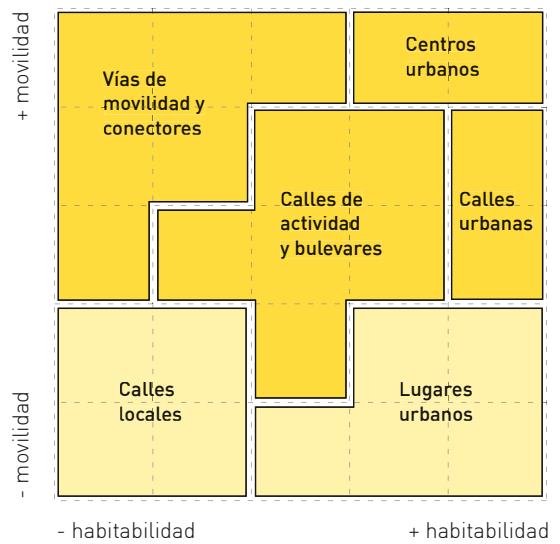 + movilidad
Vías de
movilidad y
conectores
Centros
urbanos
Calles de
actividad
y bulevares
Calles
urbanas
Calles
locales
Lugares
urbanos
- movilidad
- habitabilidad
+ habitabilidad